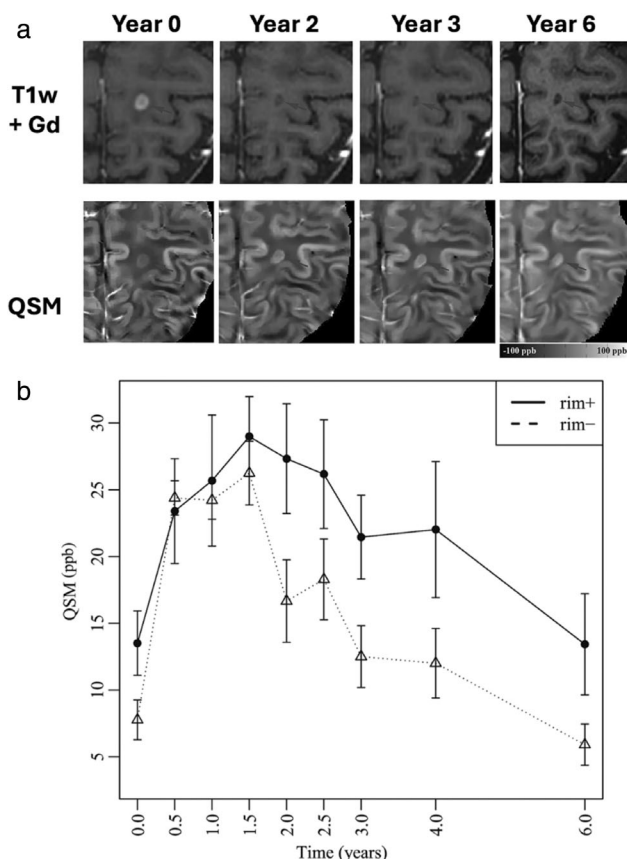 a
Year 0 Year 2 Year 3 Year 6
T1w
+ Gd
QSM
-100 ppb 100 ppb
b
rim+
rim−
QSM (ppb)
30
25
20
15
10
5
0.0 0.5 1.0 1.5 2.0 2.5 3.0 4.0 6.0
Time (years)